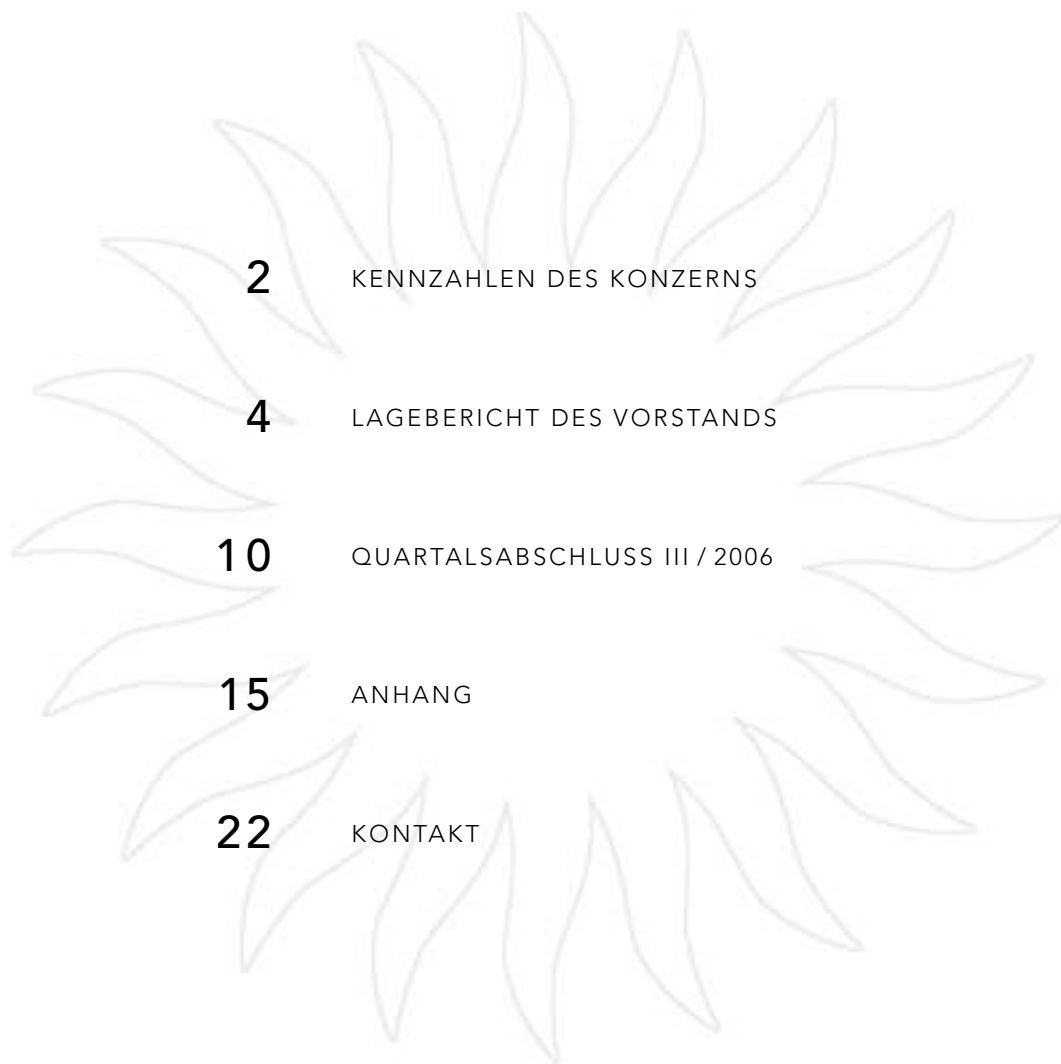 2 KENNZAHLEN DES KONZERNS
4 LAGEBERICHT DES VORSTANDS
10 QUARTALSABSCHLUSS III / 2006
15 ANHANG
22 KONTAKT